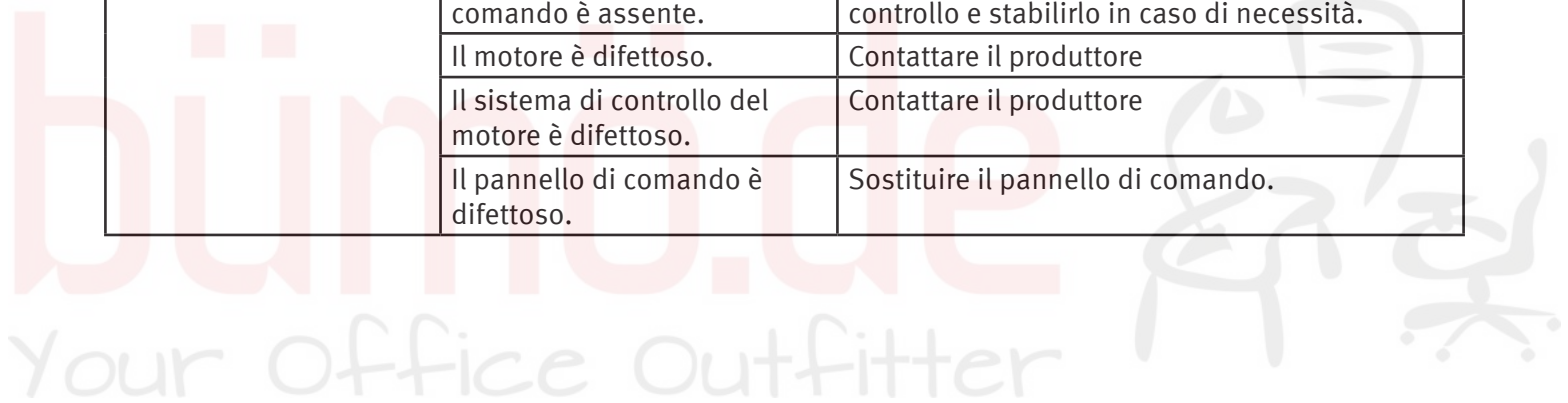 comando è assente.
controllo e stabilirlo in caso di necessità.
Il motore è difettoso.
Contattare il produttore
Il sistema di controllo del
motore è difettoso.
Contattare il produttore
Il pannello di comando è
difettoso.
Sostituire il pannello di comando.
bümö.de
Your Office Outfitter